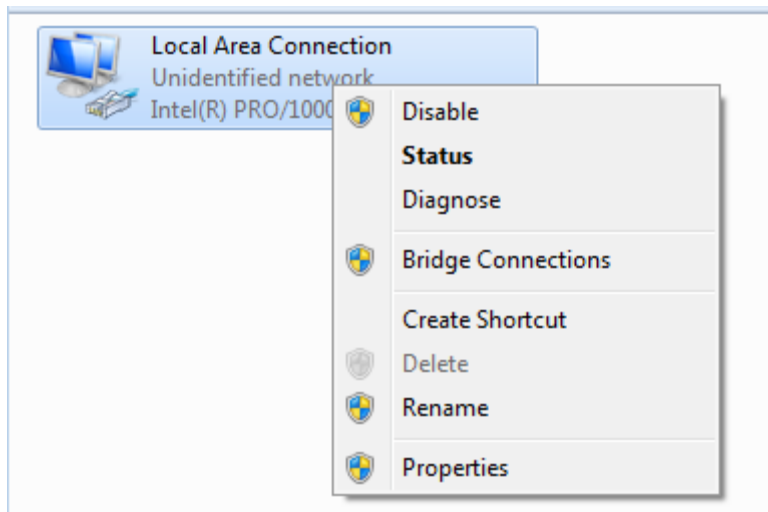 Local Area Connection
Unidentified network
Intel(R) PRO/1000
Disable
Status
Diagnose
Bridge Connections
Create Shortcut
Delete
Rename
Properties